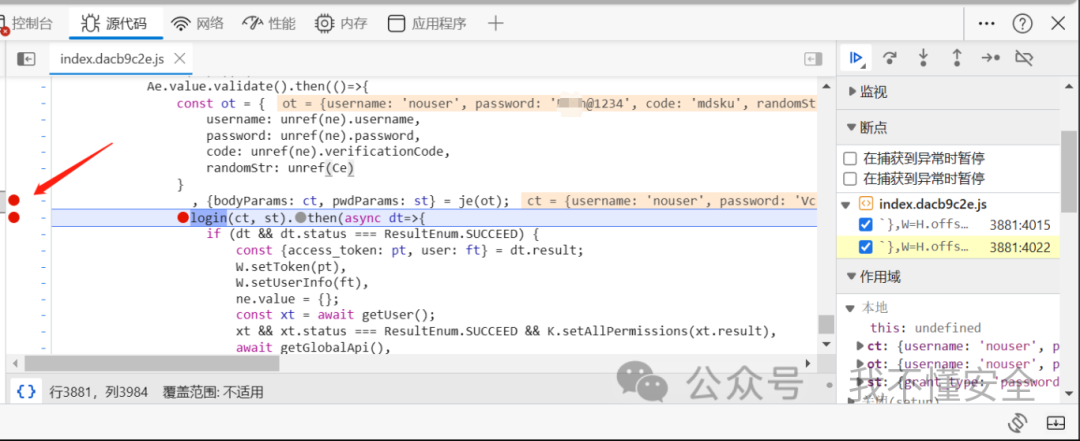 控制台 源代码 网络 性能 内存 应用程序
index.dacb9c2e.js
Ae.value.validate().then(()=>{
const ot = { ot = {username: 'nouser', password: ' h@1234', code: 'mdsku', randomSt
username: unref(ne).username,
password: unref(ne).password,
code: unref(ne).verificationCode,
randomStr: unref(Ce)
}
, {bodyParams: ct, pwdParams: st} = je(ot); ct = {username: 'nouser', password: 'Vc
login(ct, st).then(async dt=>{
if (dt && dt.status === ResultEnum.SUCCEED) {
const {access_token: pt, user: ft} = dt.result;
W.setToken(pt),
W.setUserInfo(ft),
ne.value = {};
const xt = await getUser();
xt && xt.status === ResultEnum.SUCCEED && K.setAllPermissions(xt.result),
await getGlobalApi(),
{} 行3881，列3984 覆盖范围: 不适用
监视
断点
在捕获到异常时暂停
在捕获到异常时暂停
index.dacb9c2e.js
`},W=H.offs… 3881:4015
`},W=H.offs… 3881:4022
作用域
本地
this: undefined
ct: {username: 'nouser', p
ot: {username: 'nouser', p
st: {grant_type: password
(setup)
公众号 · 我不懂安全